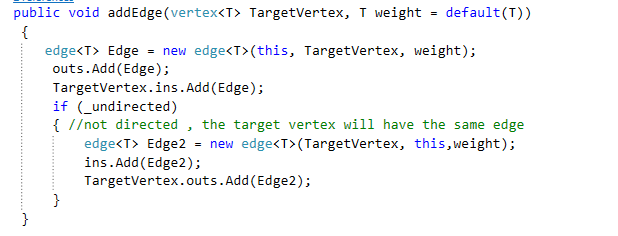 public void addEdge(vertex<T> TargetVertex, T weight = default(T))
{
edge<T> Edge = new edge<T>(this, TargetVertex, weight);
outs.Add(Edge);
TargetVertex.ins.Add(Edge);
if (_undirected)
{ //not directed , the target vertex will have the same edge
edge<T> Edge2 = new edge<T>(TargetVertex, this,weight);
ins.Add(Edge2);
TargetVertex.outs.Add(Edge2);
}
}